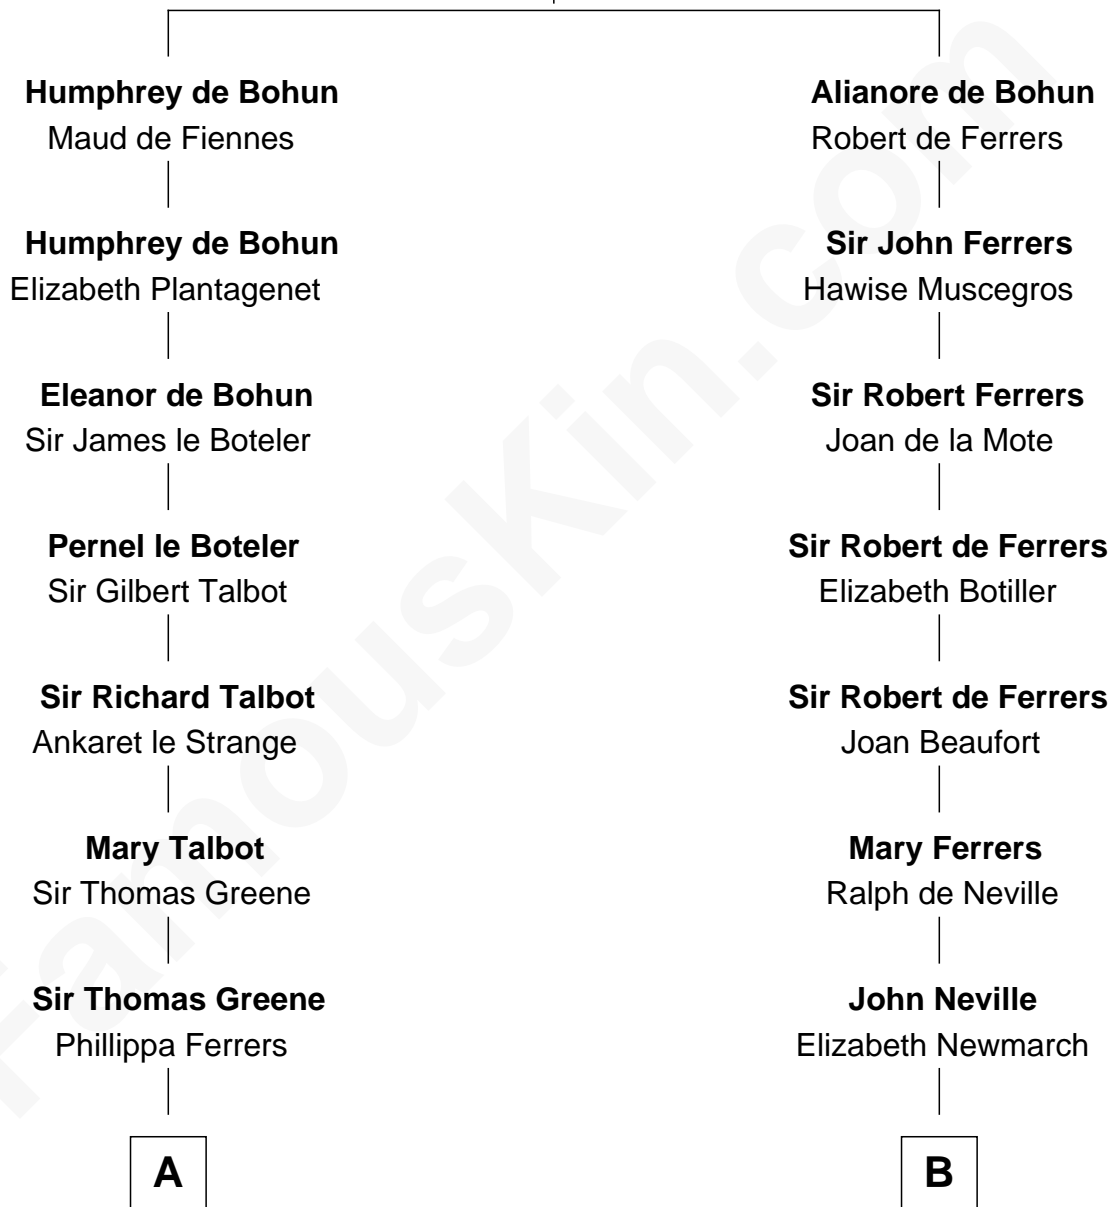 Humphrey de Bohun
Maud de Fiennes
Humphrey de Bohun
Elizabeth Plantagenet
Eleanor de Bohun
Sir James le Boteler
Pernel le Boteler
Sir Gilbert Talbot
Sir Richard Talbot
Ankaret le Strange
Mary Talbot
Sir Thomas Greene
Sir Thomas Greene
Phillippa Ferrers
A
Alianore de Bohun
Robert de Ferrers
Sir John Ferrers
Hawise Muscegros
Sir Robert Ferrers
Joan de la Mote
Sir Robert de Ferrers
Elizabeth Botiller
Sir Robert de Ferrers
Joan Beaufort
Mary Ferrers
Ralph de Neville
John Neville
Elizabeth Newmarch
B
FamousKin.com